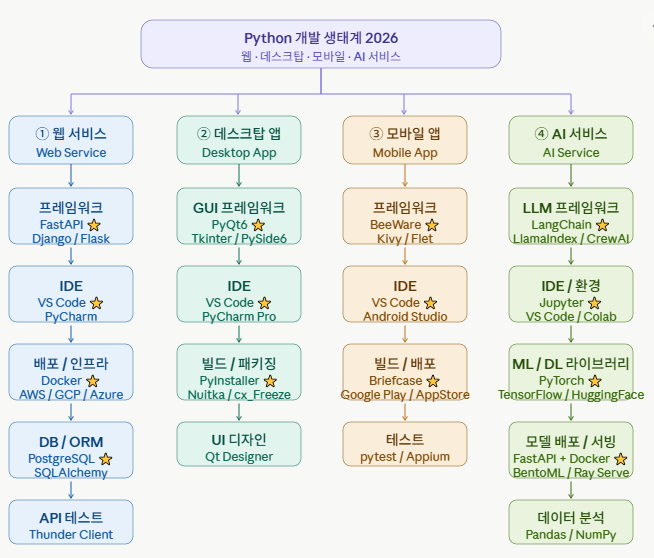 Python 개발 생태계 2026
웹 · 데스크탑 · 모바일 · AI 서비스
① 웹 서비스
Web Service
프레임워크
FastAPI ⭐
Django / Flask
IDE
VS Code ⭐
PyCharm
배포 / 인프라
Docker ⭐
AWS / GCP / Azure
DB / ORM
PostgreSQL ⭐
SQLAlchemy
API 테스트
Thunder Client
② 데스크탑 앱
Desktop App
GUI 프레임워크
PyQt6 ⭐
Tkinter / PySide6
IDE
VS Code ⭐
PyCharm Pro
빌드 / 패키징
PyInstaller ⭐
Nuitka / cx_Freeze
UI 디자인
Qt Designer
③ 모바일 앱
Mobile App
프레임워크
BeeWare ⭐
Kivy / Flet
IDE
VS Code ⭐
Android Studio
빌드 / 배포
Briefcase ⭐
Google Play / AppStore
테스트
pytest / Appium
④ AI 서비스
AI Service
LLM 프레임워크
LangChain ⭐
LlamaIndex / CrewAI
IDE / 환경
Jupyter ⭐
VS Code / Colab
ML / DL 라이브러리
PyTorch ⭐
TensorFlow / HuggingFace
모델 배포 / 서빙
FastAPI + Docker ⭐
BentoML / Ray Serve
데이터 분석
Pandas / NumPy